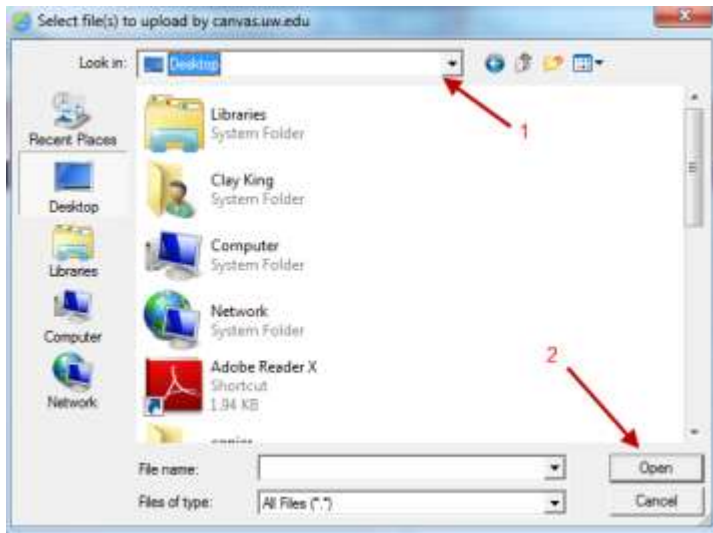 Select file(s) to upload by canvas.uw.edu
Look in:
Desktop
1
Recent Places
Desktop
Libraries
Computer
Network
Libraries
System Folder
Clay King
System Folder
Computer
System Folder
Network
System Folder
Adobe Reader X
Shortcut
1.94 KB
2
File name:
Open
Files of type:
All Files (*.*)
Cancel